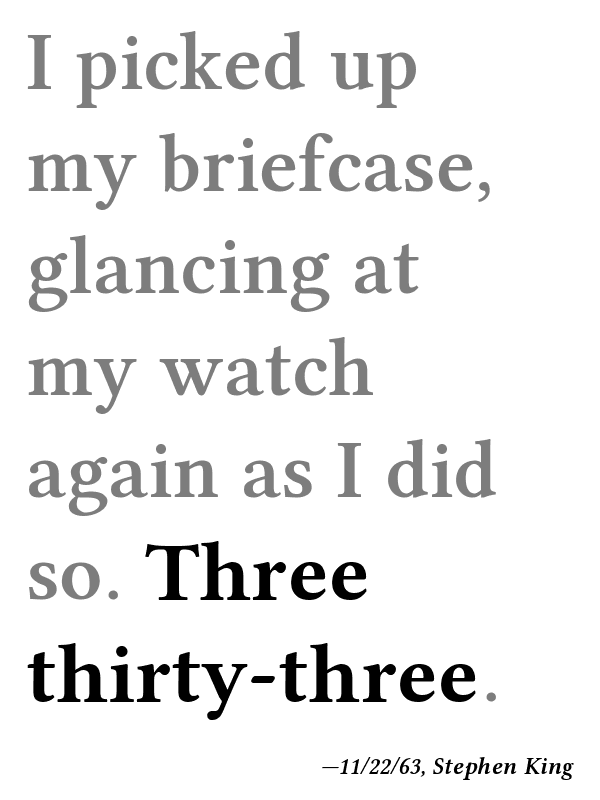 I picked up
my briefcase,
glancing at
my watch
again as I did
so. Three
thirty-three.
—11/22/63, Stephen King